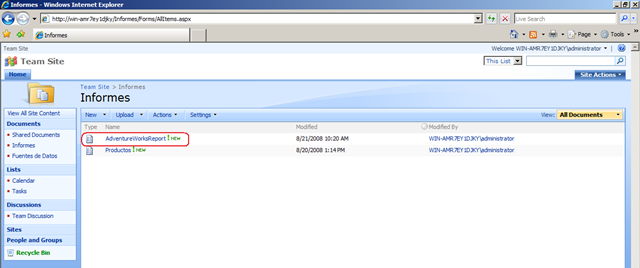 Informes - Windows Internet Explorer
http://win-amr7ey1djky/Informes/Forms/AllItems.aspx
Live Search
Informes
Page
Tools
Team Site
Welcome WIN-AMR7EY1DJKY\administrator
Team Site
This List
Home
Site Actions
Team Site > Informes
Informes
View All Site Content
New
Upload
Actions
Settings
View: All Documents
Documents
Type Name Modified Modified By
Shared Documents
AdventureWorksReport ! NEW 8/21/2008 10:20 AM WIN-AMR7EY1DJKY\administrator
Informes
Productos ! NEW 8/20/2008 1:14 PM WIN-AMR7EY1DJKY\administrator
Fuentes de Datos
Lists
Calendar
Tasks
Discussions
Team Discussion
Sites
People and Groups
Recycle Bin